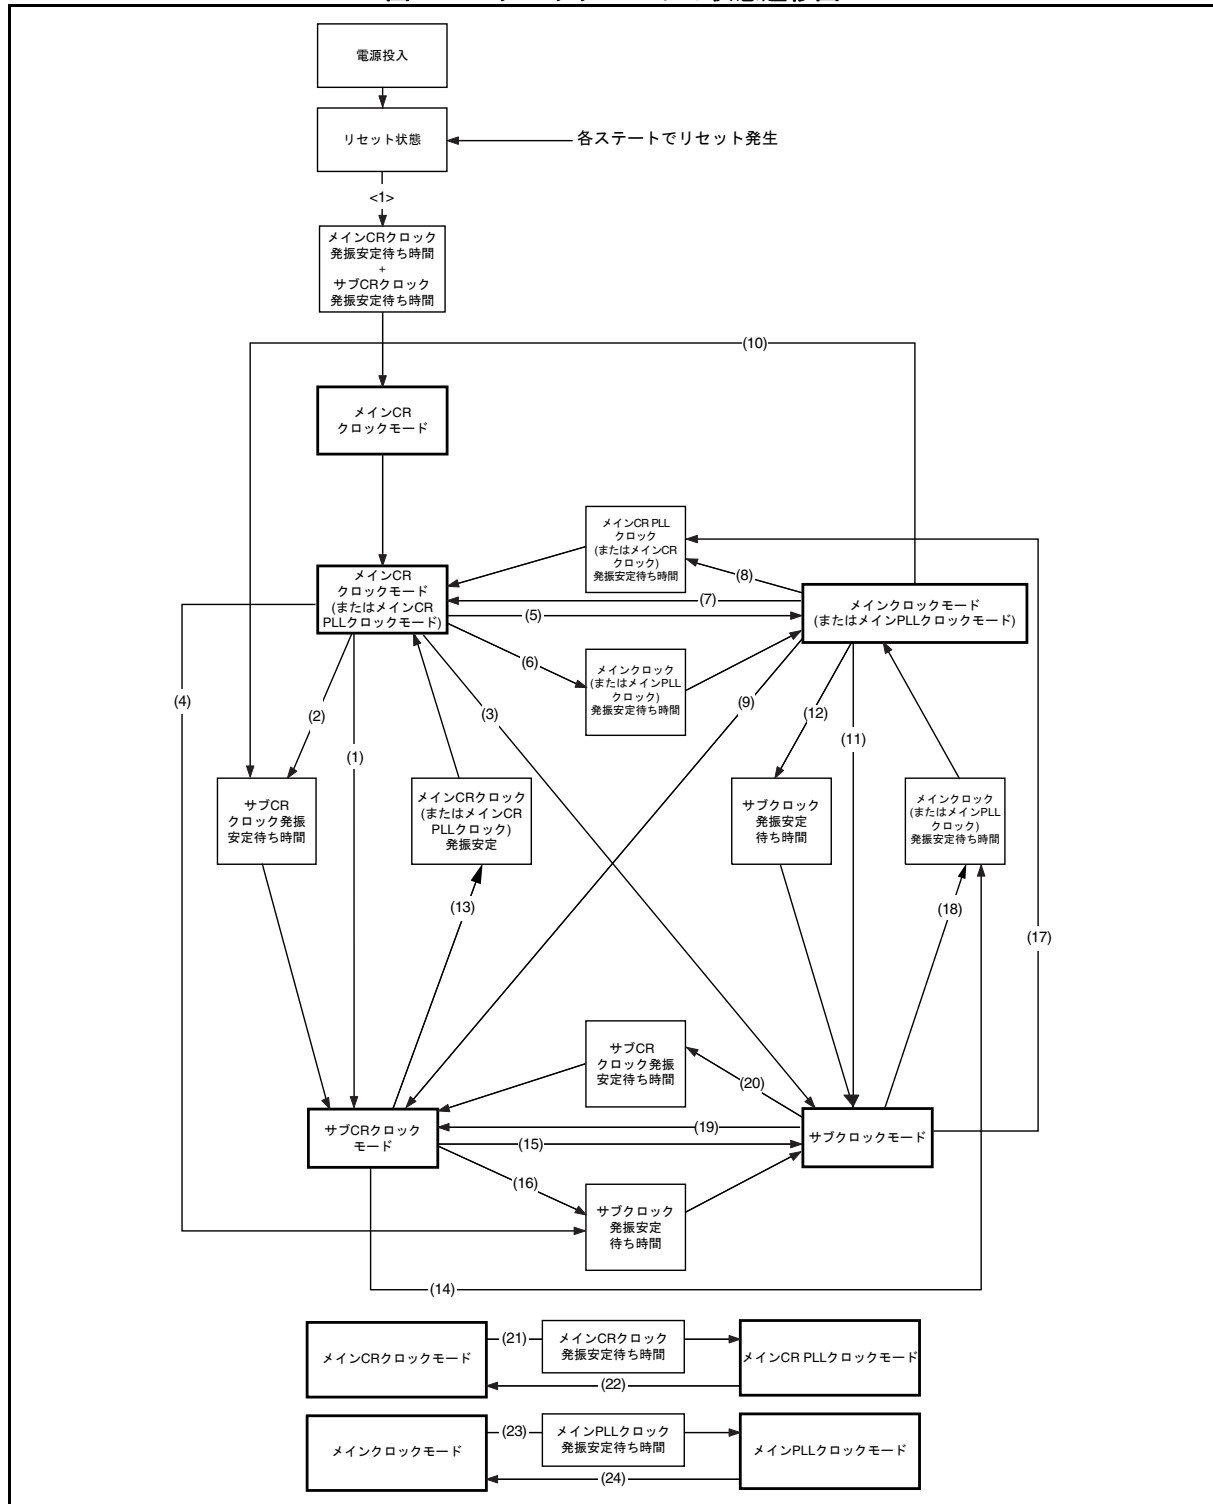 電源投入
リセット状態
各ステートでリセット発生
<1>
メインCRクロック
発振安定待ち時間
+
サブCRクロック
発振安定待ち時間
(10)
メインCR
クロックモード
メインCR PLL
クロック
(またはメインCR
クロック)
発振安定待ち時間
メインCR
クロックモード
(またはメインCR
PLLクロックモード)
(8)
(7)
(5)
メインクロックモード
(またはメインPLLクロックモード)
(6)
メインクロック
(またはメインPLL
クロック)
発振安定待ち時間
(4)
(2)
(1)
(3)
(9)
(12)
(11)
サブCR
クロック発振
安定待ち時間
メインCRクロック
(またはメインCR
PLLクロック)
発振安定
サブクロック
発振安定
待ち時間
メインクロック
(またはメインPLL
クロック)
発振安定待ち時間
(13)
(18)
(17)
サブCR
クロック発振
安定待ち時間
(20)
サブCRクロック
モード
(19)
(15)
サブクロックモード
(16)
サブクロック
発振安定
待ち時間
(14)
メインCRクロックモード
(21)
メインCRクロック
発振安定待ち時間
メインCR PLLクロックモード
(22)
メインクロックモード
(23)
メインPLLクロック
発振安定待ち時間
メインPLLクロックモード
(24)